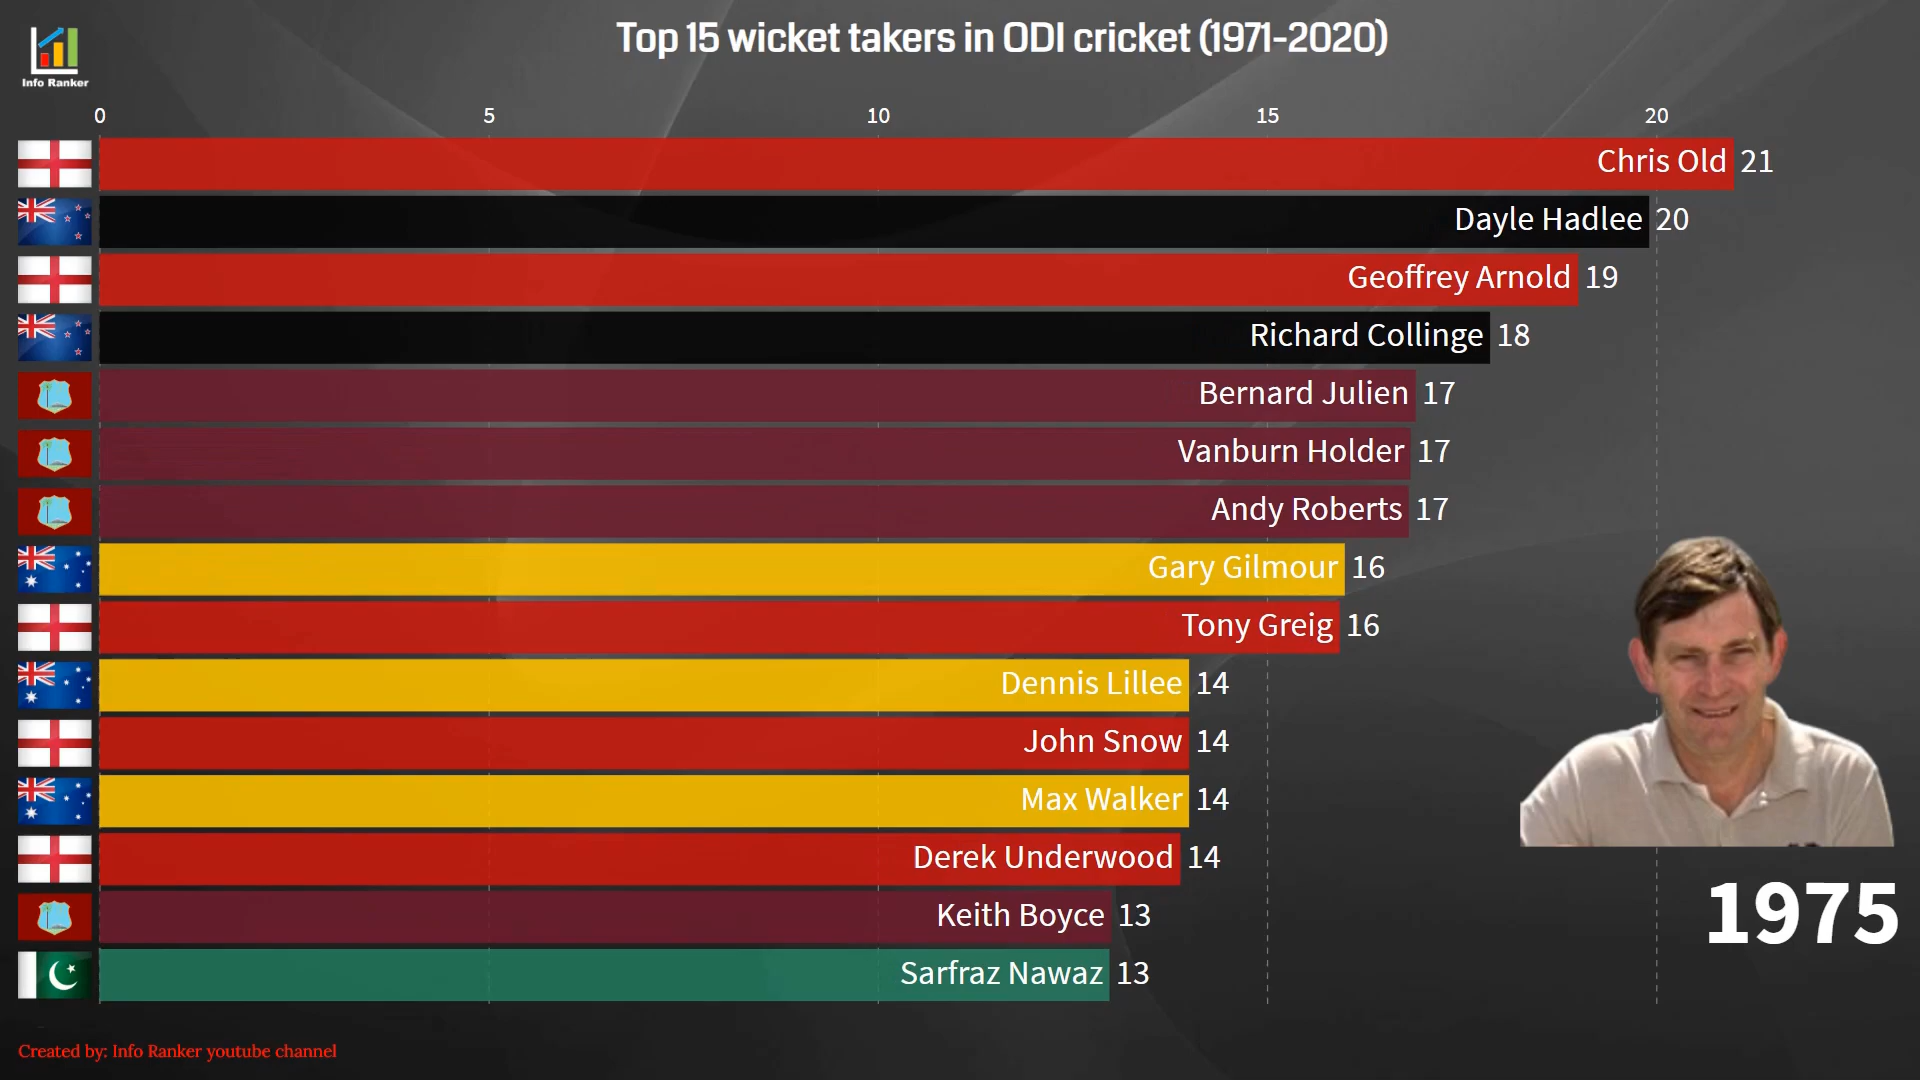 Top 15 wicket takers in ODI cricket (1971-2020)
Info Ranker
0 5 10 15 20
Chris Old 21
Dayle Hadlee 20
Geoffrey Arnold 19
Richard Collinge 18
Bernard Julien 17
Vanburn Holder 17
Andy Roberts 17
Gary Gilmour 16
Tony Greig 16
Dennis Lillee 14
John Snow 14
Max Walker 14
Derek Underwood 14
Keith Boyce 13
Sarfraz Nawaz 13
1975
Created by: Info Ranker youtube channel